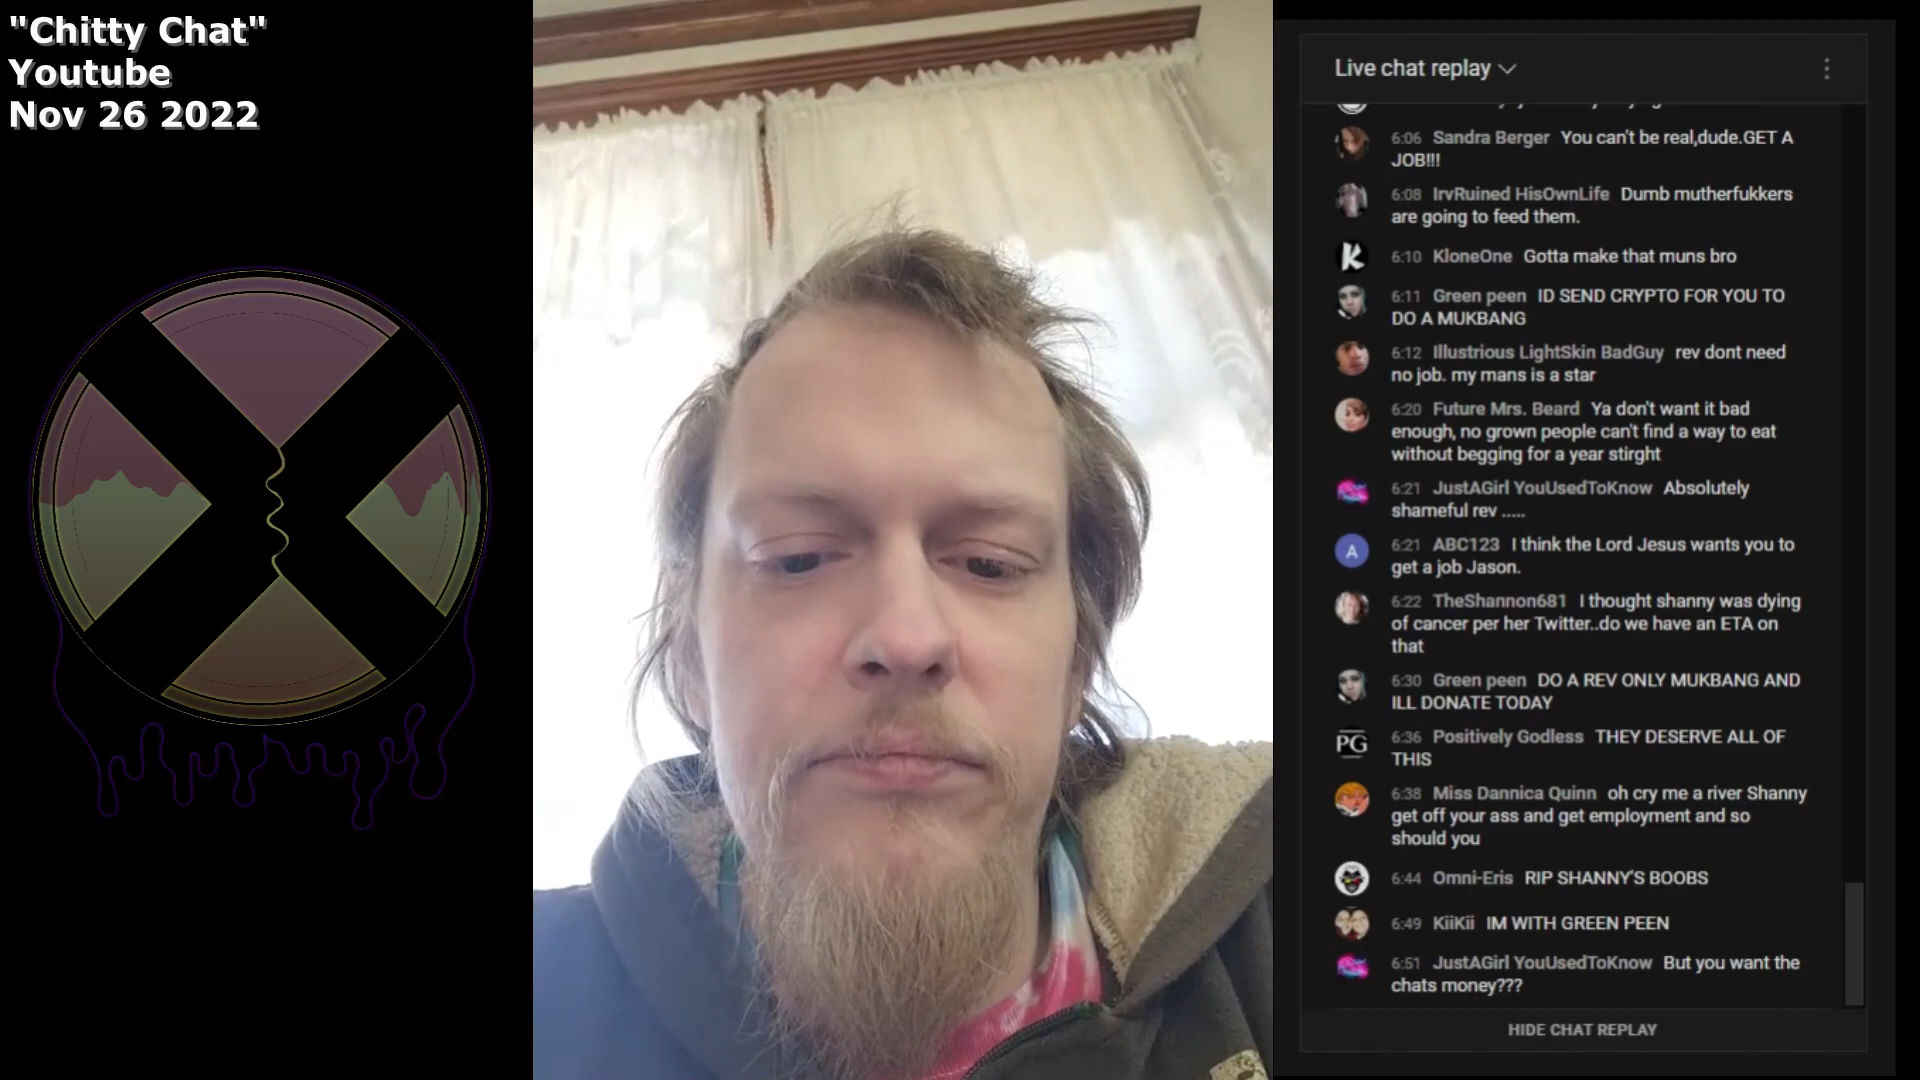 "Chitty Chat"
Youtube
Nov 26 2022
Live chat replay
6:06 Sandra Berger You can't be real,dude.GET A
JOB!!!
6:08 IrvRuined HisOwnLife Dumb mutherfukkers
are going to feed them.
6:10 KloneOne Gotta make that muns bro
6:11 Green peen ID SEND CRYPTO FOR YOU TO
DO A MUKBANG
6:12 Illustrious LightSkin BadGuy rev dont need
no job. my mans is a star
6:20 Future Mrs. Beard Ya don't want it bad
enough, no grown people can't find a way to eat
without begging for a year stirght
6:21 JustAGirl YouUsedToKnow Absolutely
shameful rev .....
A
6:21 ABC123 I think the Lord Jesus wants you to
get a job Jason.
6:22 TheShannon681 I thought shanny was dying
of cancer per her Twitter..do we have an ETA on
that
6:30 Green peen DO A REV ONLY MUKBANG AND
ILL DONATE TODAY
PG
6:36 Positively Godless THEY DESERVE ALL OF
THIS
6:38 Miss Dannica Quinn oh cry me a river Shanny
get off your ass and get employment and so
should you
6:44 Omni-Eris RIP SHANNY'S BOOBS
6:49 KiiKii IM WITH GREEN PEEN
6:51 JustAGirl YouUsedToKnow But you want the
chats money???
HIDE CHAT REPLAY